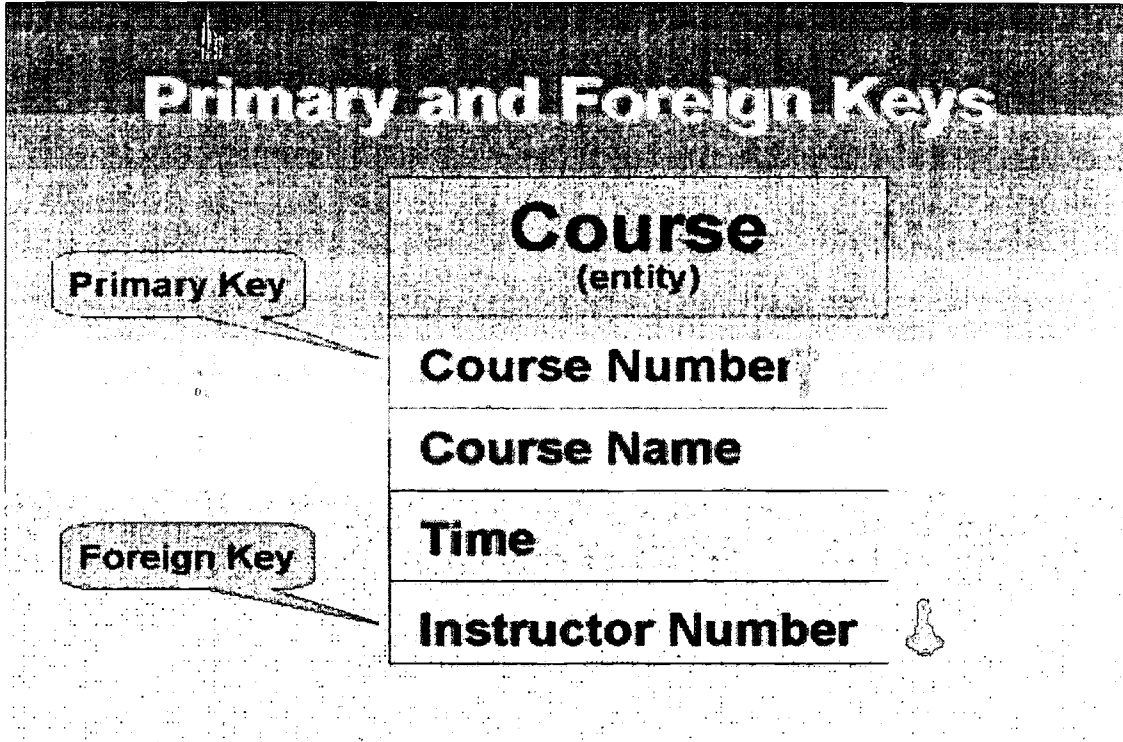 Primary and Foreign Keys
Course
(entity)
Primary Key
Course Number
Course Name
Time
Foreign Key
Instructor Number